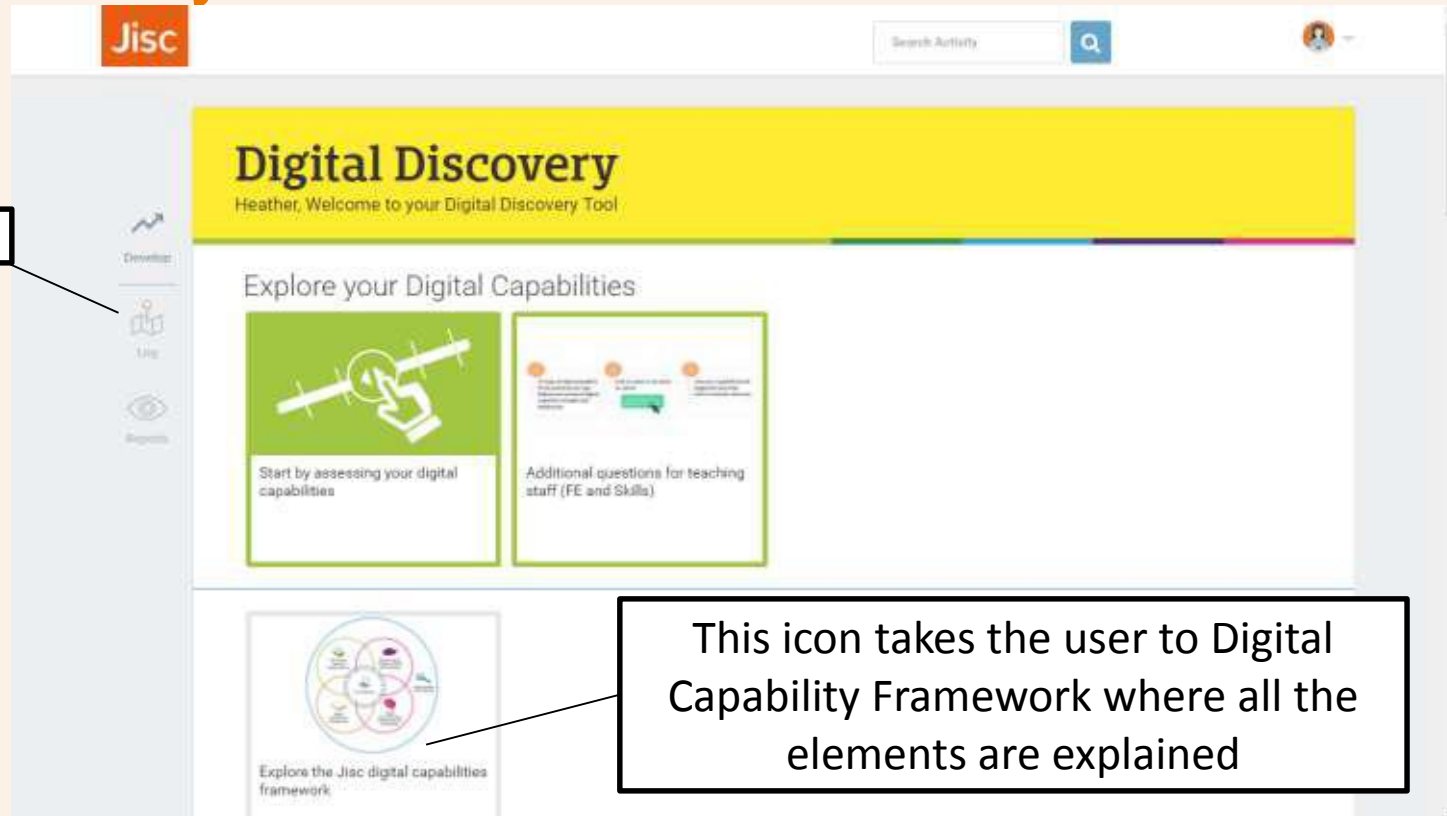 Jisc
Search Activity
Digital Discovery
Heather, Welcome to your Digital Discovery Tool
Develop
Log
Reports
Explore your Digital Capabilities
Start by assessing your digital
capabilities
Additional questions for teaching
staff (FE and Skills)
Explore the Jisc digital capabilities
framework
This icon takes the user to Digital
Capability Framework where all the
elements are explained